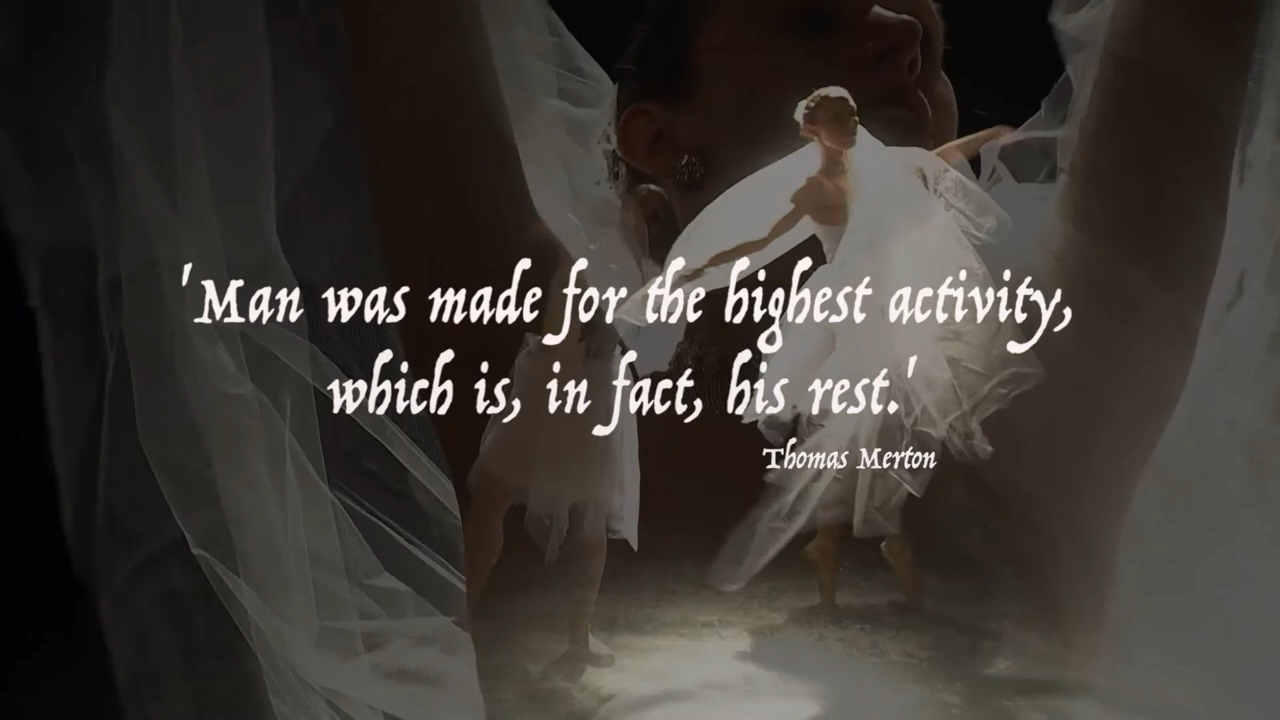 'Man was made for the highest activity,
which is, in fact, his rest.'
Thomas Merton